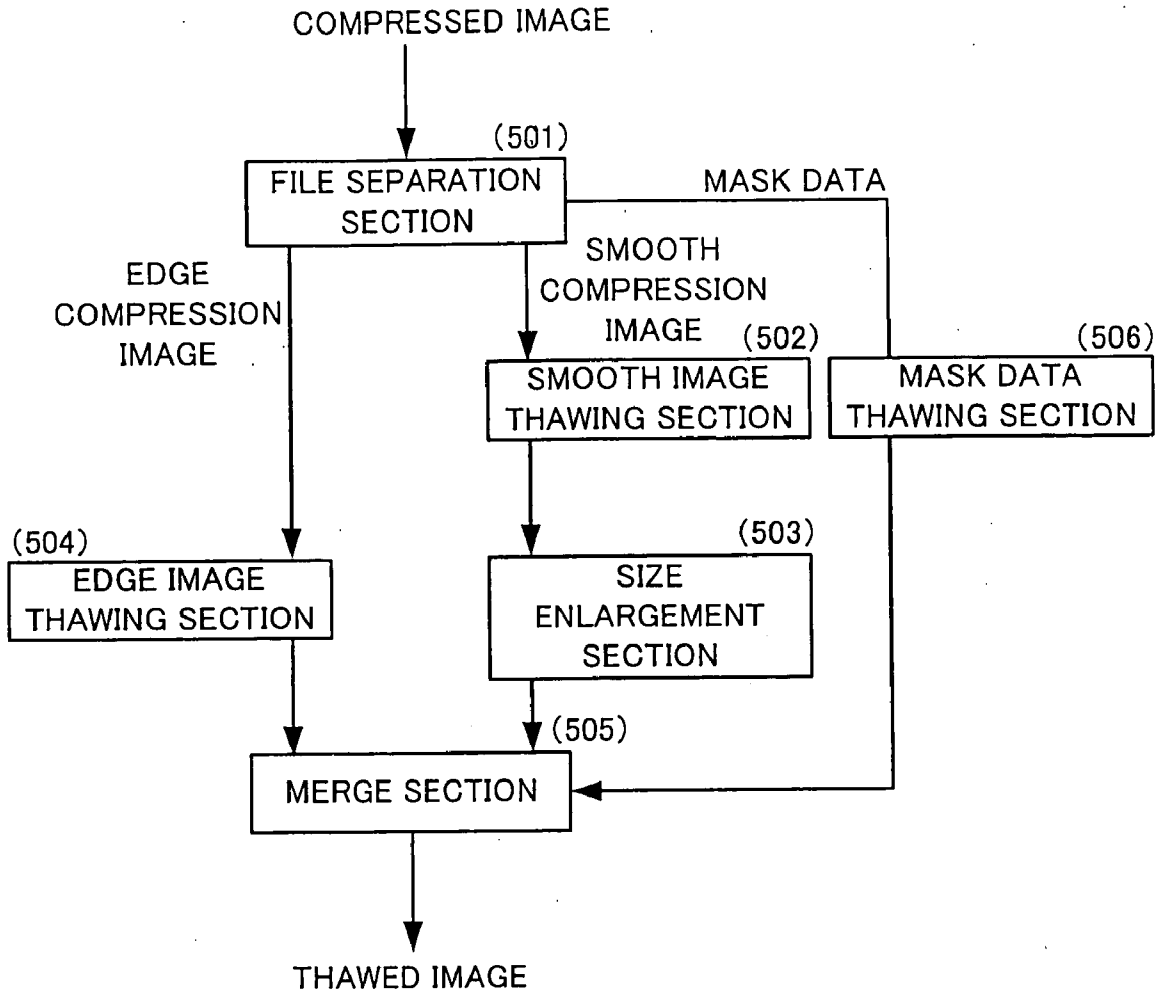 COMPRESSED IMAGE
(501)
FILE SEPARATION
SECTION
MASK DATA
EDGE
COMPRESSION
IMAGE
SMOOTH
COMPRESSION
IMAGE
(502)
SMOOTH IMAGE
THAWING SECTION
(506)
MASK DATA
THAWING SECTION
(504)
EDGE IMAGE
THAWING SECTION
(503)
SIZE
ENLARGEMENT
SECTION
(505)
MERGE SECTION
THAWED IMAGE